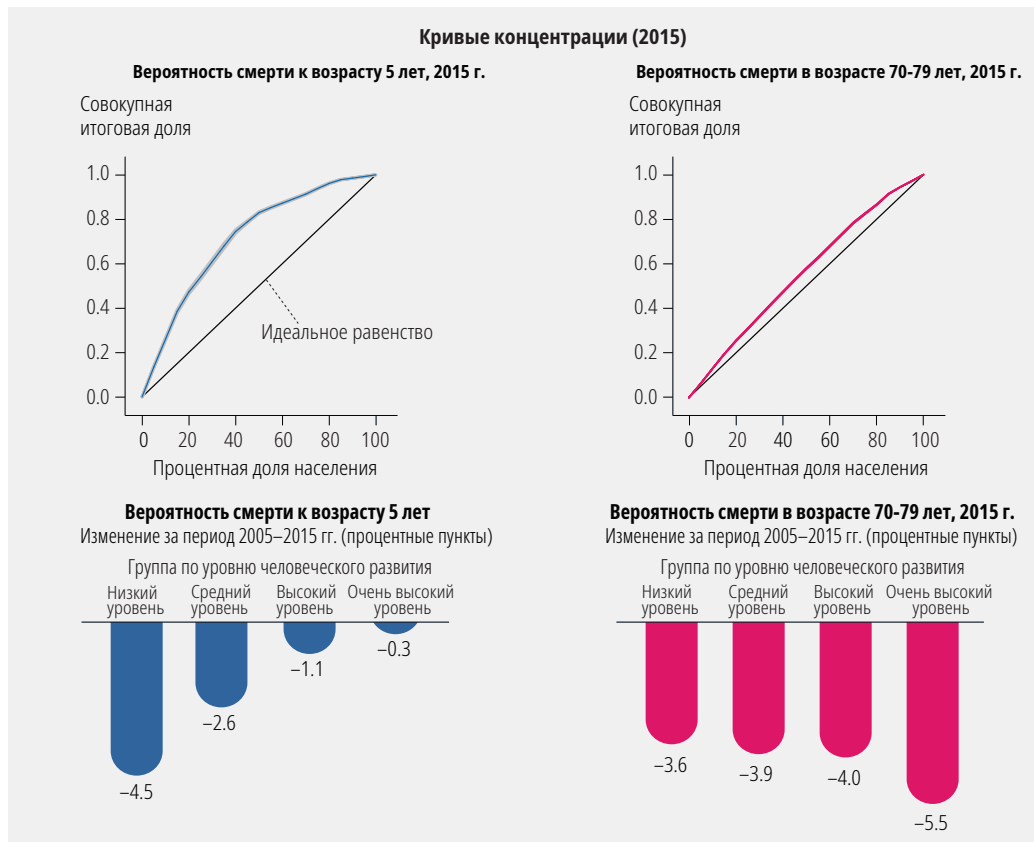 Кривые концентрации (2015)
Вероятность смерти к возрасту 5 лет, 2015 г.
Совокупная
итоговая доля
1.0
0.8
0.6
0.4
0.2
0.0
Идеальное равенство
0 20 40 60 80 100
Процентная доля населения
Вероятность смерти в возрасте 70-79 лет, 2015 г.
Совокупная
итоговая доля
1.0
0.8
0.6
0.4
0.2
0.0
0 20 40 60 80 100
Процентная доля населения
Вероятность смерти к возрасту 5 лет
Изменение за период 2005–2015 гг. (процентные пункты)
Группа по уровню человеческого развития
Низкий Средний Высокий Очень высокий
уровень уровень уровень уровень
–4.5
–2.6
–1.1
–0.3
Вероятность смерти в возрасте 70-79 лет, 2015 г.
Изменение за период 2005–2015 гг. (процентные пункты)
Группа по уровню человеческого развития
Низкий Средний Высокий Очень высокий
уровень уровень уровень уровень
–3.6
–3.9
–4.0
–5.5